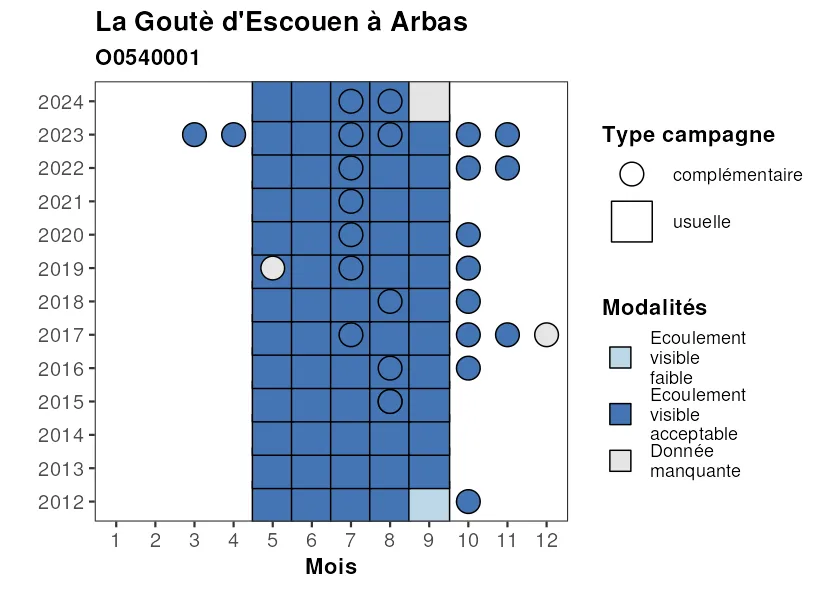 La Goutè d'Escouen à Arbas
O0540001
2024
2023
2022
2021
2020
2019
2018
2017
2016
2015
2014
2013
2012
1 2 3 4 5 6 7 8 9 10 11 12
Mois
Type campagne
complémentaire
usuelle
Modalités
Ecoulement
visible
faible
Ecoulement
visible
acceptable
Donnée
manquante